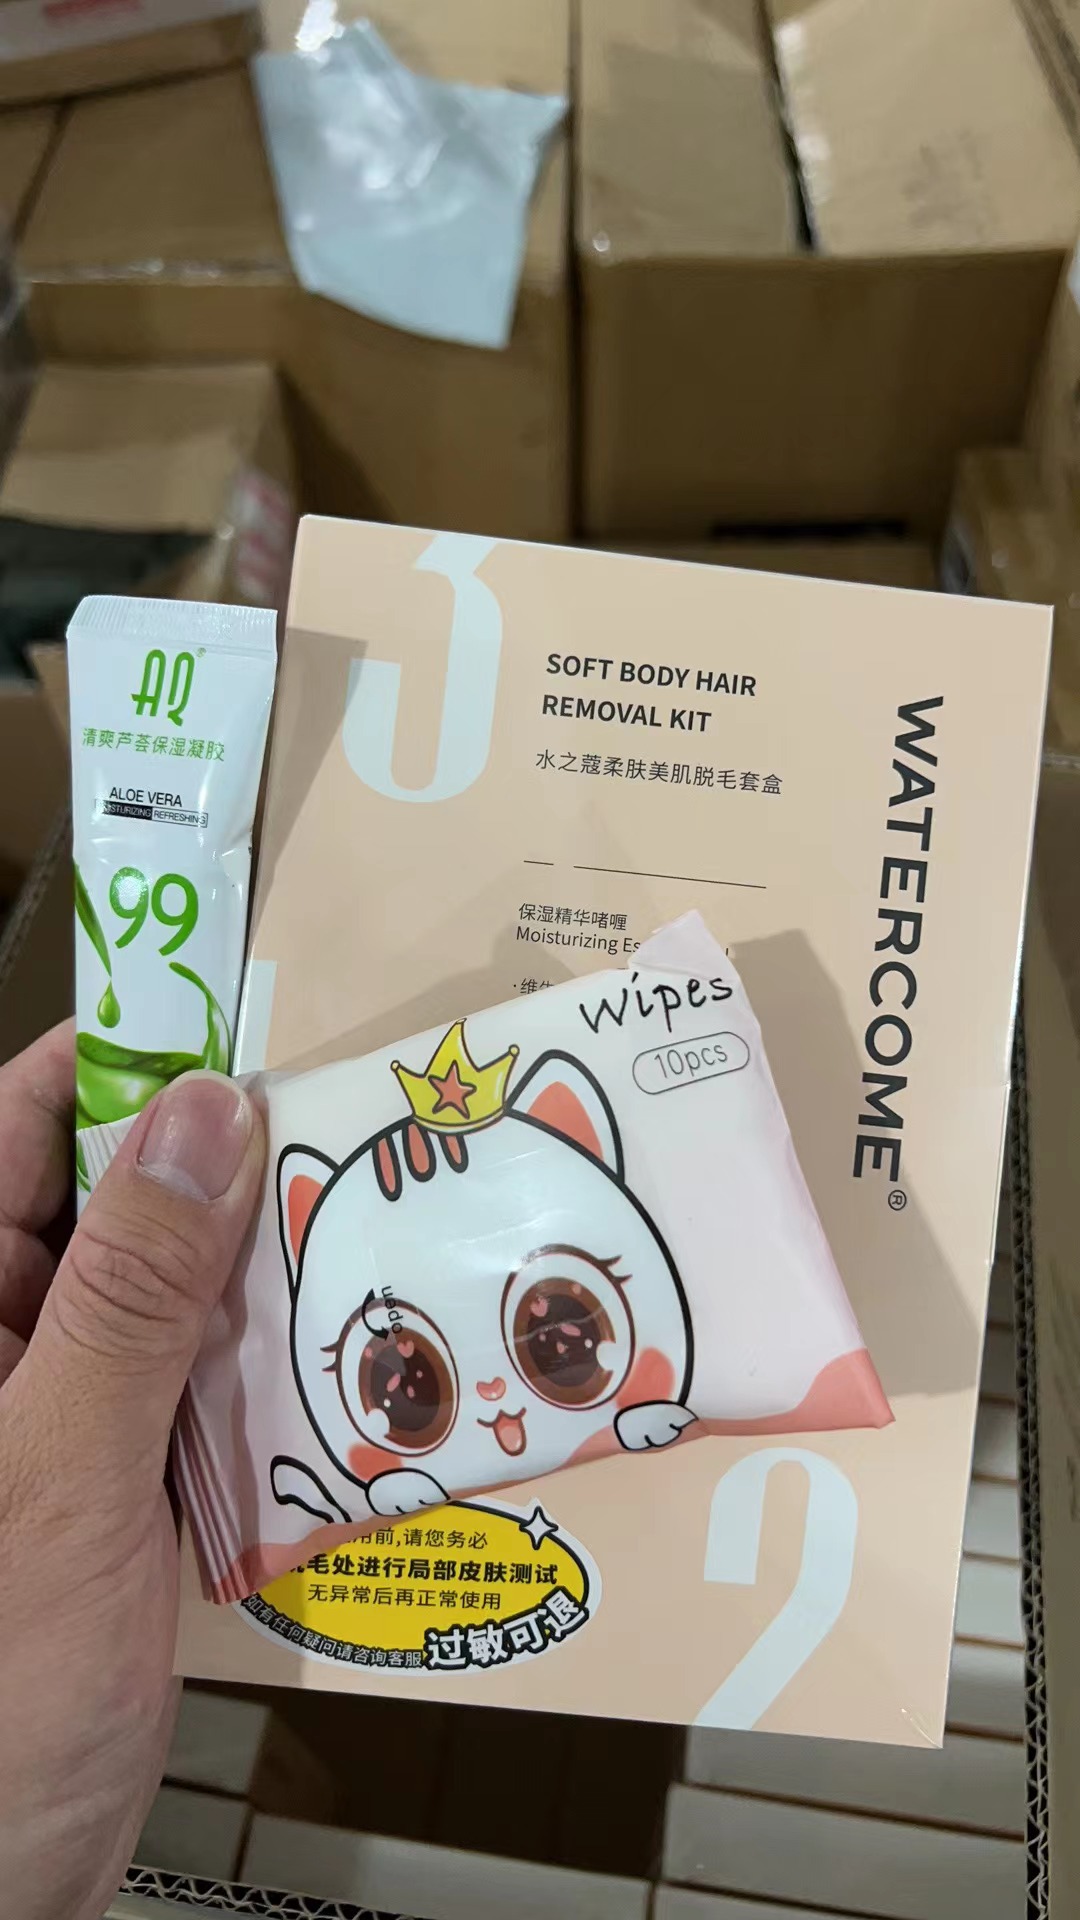 AQ®
清爽芦荟保湿凝胶
ALOE VERA
REFRESHING
99
3
SOFT BODY HAIR
REMOVAL KIT
水之蔻柔肤美肌脱毛套盒
保湿精华啫喱
Moisturizing
WATERCOME®
wipes
10pcs
open
用前,请您务必
脱毛处进行局部皮肤测试
无异常后再正常使用
如有任何疑问请咨询客服
过敏可退
2